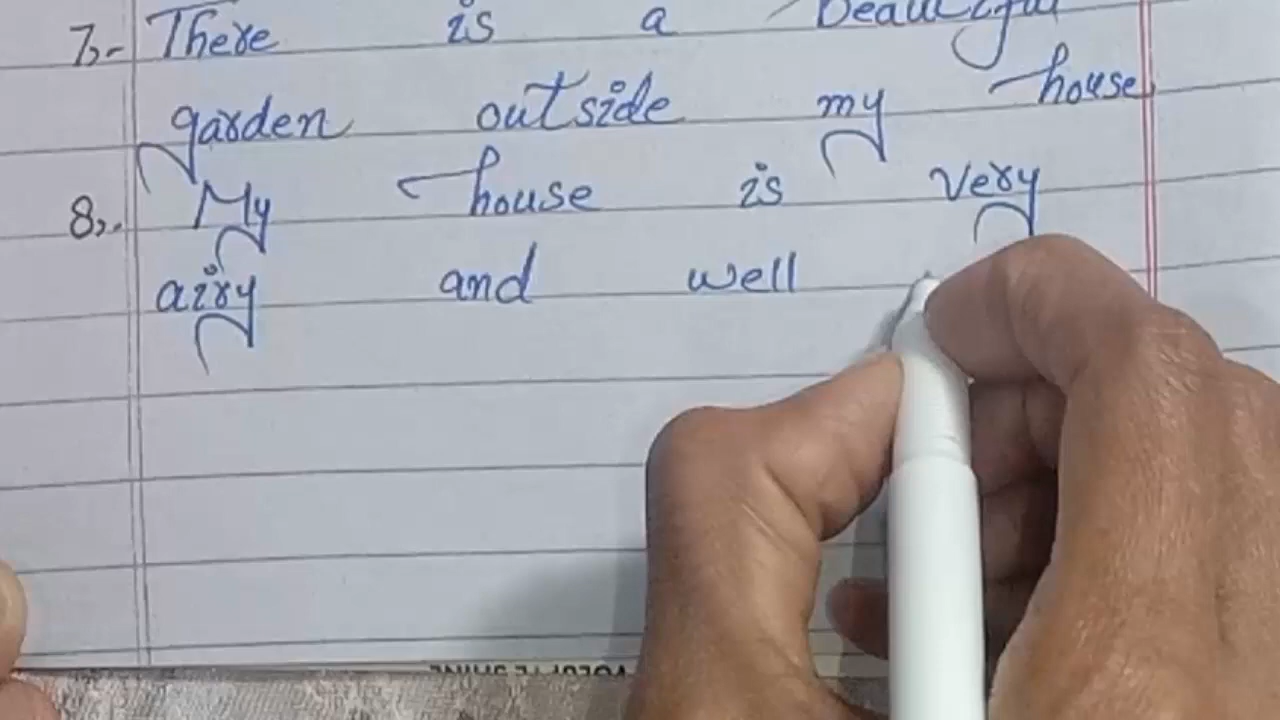 7,- There is a beautiful
garden outside my house
8,. My house is very
airy and well